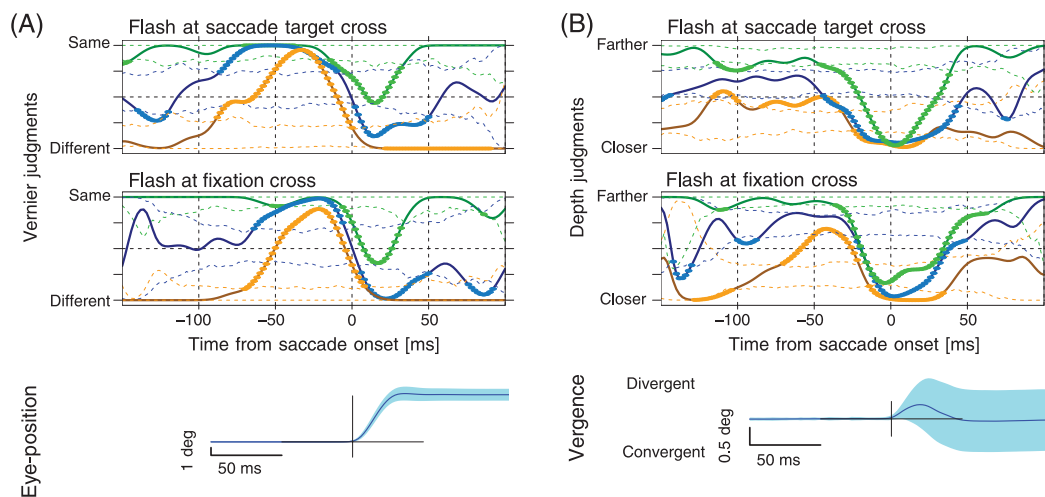 (A)
Flash at saccade target cross
Same
Different
Vernier judgments
Flash at fixation cross
Same
Different
−100
−50
0
50
Time from saccade onset [ms]
Eye-position
1 deg
50 ms
(B)
Flash at saccade target cross
Farther
Closer
Depth judgments
Flash at fixation cross
Farther
Closer
−100
−50
0
50
Time from saccade onset [ms]
Vergence
Divergent
Convergent
0.5 deg
50 ms